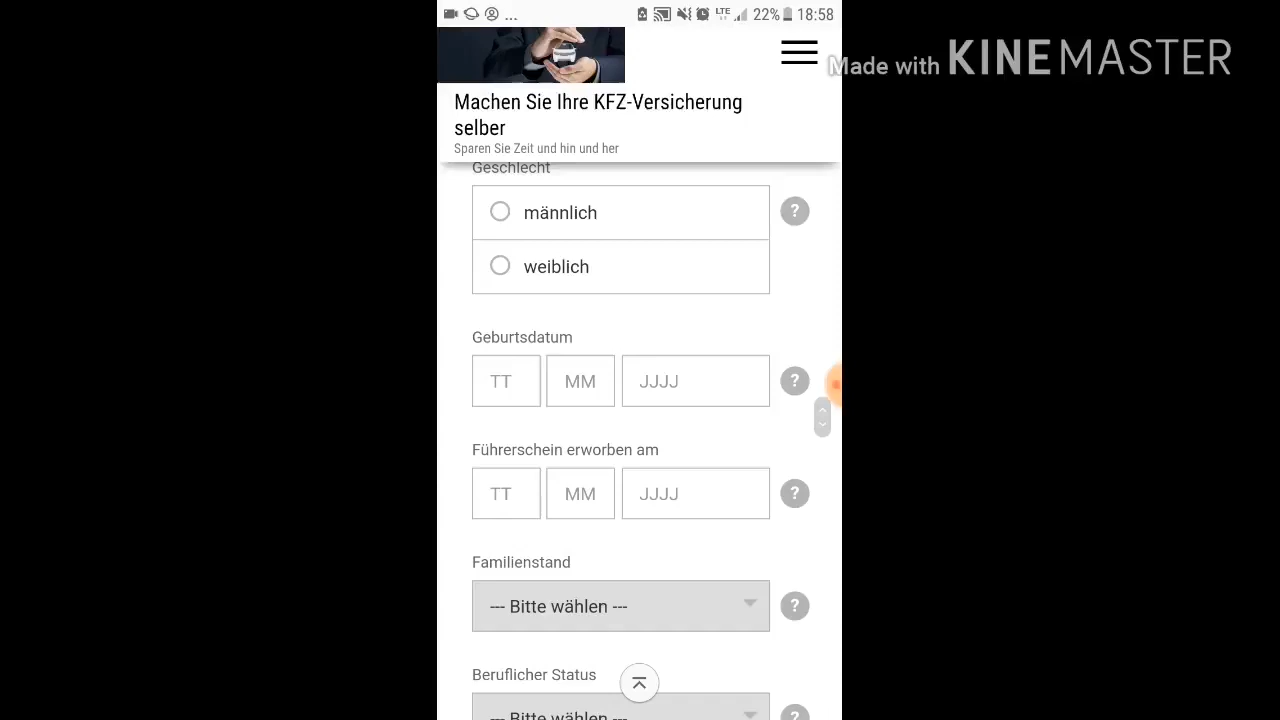 ... LTE 22% 18:58
Made with KINEMASTER
Machen Sie Ihre KFZ-Versicherung
selber
Sparen Sie Zeit und hin und her
Geschlecht
männlich ?
weiblich
Geburtsdatum
TT MM JJJJ ?
Führerschein erworben am
TT MM JJJJ ?
Familienstand
--- Bitte wählen --- ?
Beruflicher Status
--- Bitte wählen --- ?